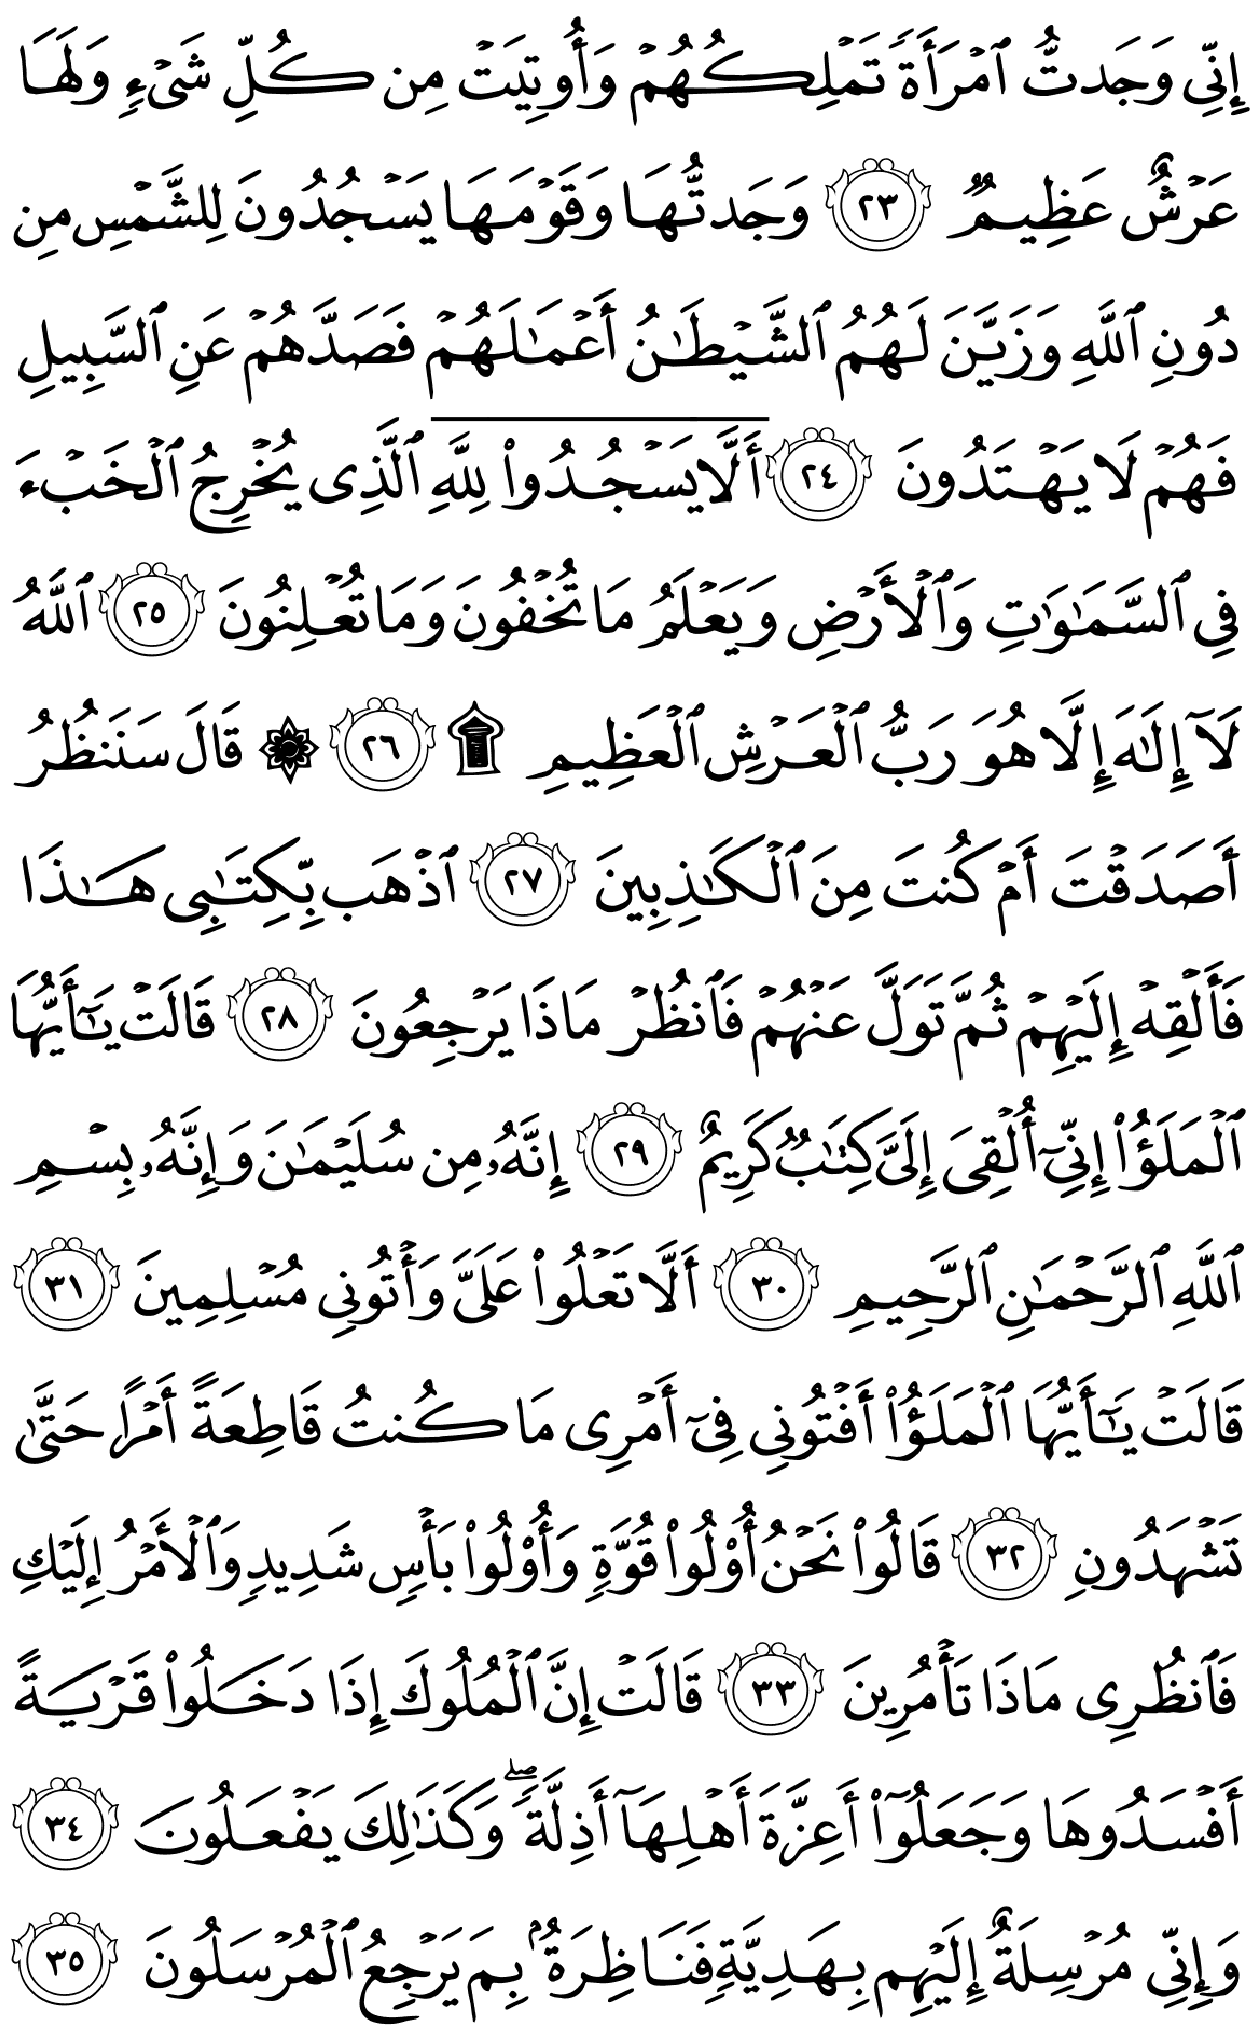 إِنِّي وَجَدتُّ ٱمْرَأَةً تَمْلِكُهُمْ وَأُوتِيَتْ مِن كُلِّ شَىْءٍ وَلَهَا
عَرْشٌ عَظِيمٌ ٢٣ وَجَدتُّهَا وَقَوْمَهَا يَسْجُدُونَ لِلشَّمْسِ مِن
دُونِ ٱللَّهِ وَزَيَّنَ لَهُمُ ٱلشَّيْطَـٰنُ أَعْمَـٰلَهُمْ فَصَدَّهُمْ عَنِ ٱلسَّبِيلِ
فَهُمْ لَا يَهْتَدُونَ ٢٤ أَلَّا يَسْجُدُوا۟ لِلَّهِ ٱلَّذِى يُخْرِجُ ٱلْخَبْءَ
فِي ٱلسَّمَـٰوَٰتِ وَٱلْأَرْضِ وَيَعْلَمُ مَا تُخْفُونَ وَمَا تُعْلِنُونَ ٢٥ ٱللَّهُ
لَآ إِلَـٰهَ إِلَّا هُوَ رَبُّ ٱلْعَرْشِ ٱلْعَظِيمِ ۩ ٢٦ ۞ قَالَ سَنَنظُرُ
أَصَدَقْتَ أَمْ كُنتَ مِنَ ٱلْكَـٰذِبِينَ ٢٧ ٱذْهَب بِّكِتَـٰبِى هَـٰذَا
فَأَلْقِهْ إِلَيْهِمْ ثُمَّ تَوَلَّ عَنْهُمْ فَٱنظُرْ مَاذَا يَرْجِعُونَ ٢٨ قَالَتْ يَـٰٓأَيُّهَا
ٱلْمَلَؤُا۟ إِنِّىٓ أُلْقِىَ إِلَىَّ كِتَـٰبٌ كَرِيمٌ ٢٩ إِنَّهُۥ مِن سُلَيْمَـٰنَ وَإِنَّهُۥ بِسْمِ
ٱللَّهِ ٱلرَّحْمَـٰنِ ٱلرَّحِيمِ ٣٠ أَلَّا تَعْلُوا۟ عَلَىَّ وَأْتُونِى مُسْلِمِينَ ٣١
قَالَتْ يَـٰٓأَيُّهَا ٱلْمَلَؤُا۟ أَفْتُونِى فِىٓ أَمْرِى مَا كُنتُ قَاطِعَةً أَمْرًا حَتَّىٰ
تَشْهَدُونِ ٣٢ قَالُوا۟ نَحْنُ أُو۟لُوا۟ قُوَّةٍ وَأُو۟لُوا۟ بَأْسٍ شَدِيدٍ وَٱلْأَمْرُ إِلَيْكِ
فَٱنظُرِى مَاذَا تَأْمُرِينَ ٣٣ قَالَتْ إِنَّ ٱلْمُلُوكَ إِذَا دَخَلُوا۟ قَرْيَةً
أَفْسَدُوهَا وَجَعَلُوٓا۟ أَعِزَّةَ أَهْلِهَآ أَذِلَّةً ۖ وَكَذَٰلِكَ يَفْعَلُونَ ٣٤
وَإِنِّى مُرْسِلَةٌ إِلَيْهِم بِهَدِيَّةٍ فَنَاظِرَةٌۢ بِمَ يَرْجِعُ ٱلْمُرْسَلُونَ ٣٥